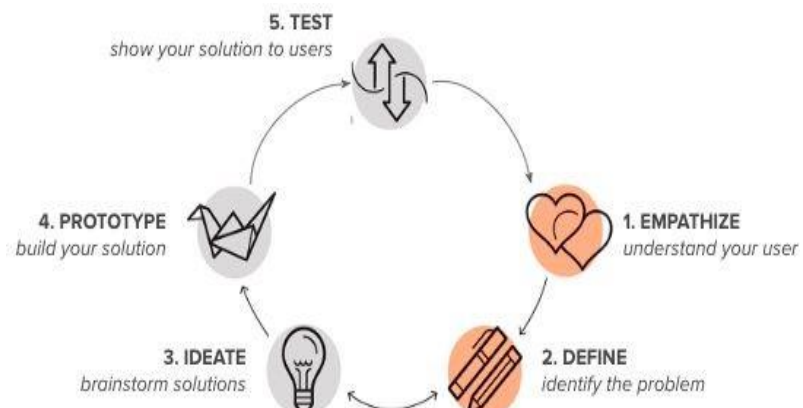 5. TEST
show your solution to users
4. PROTOTYPE
build your solution
1. EMPATHIZE
understand your user
3. IDEATE
brainstorm solutions
2. DEFINE
identify the problem